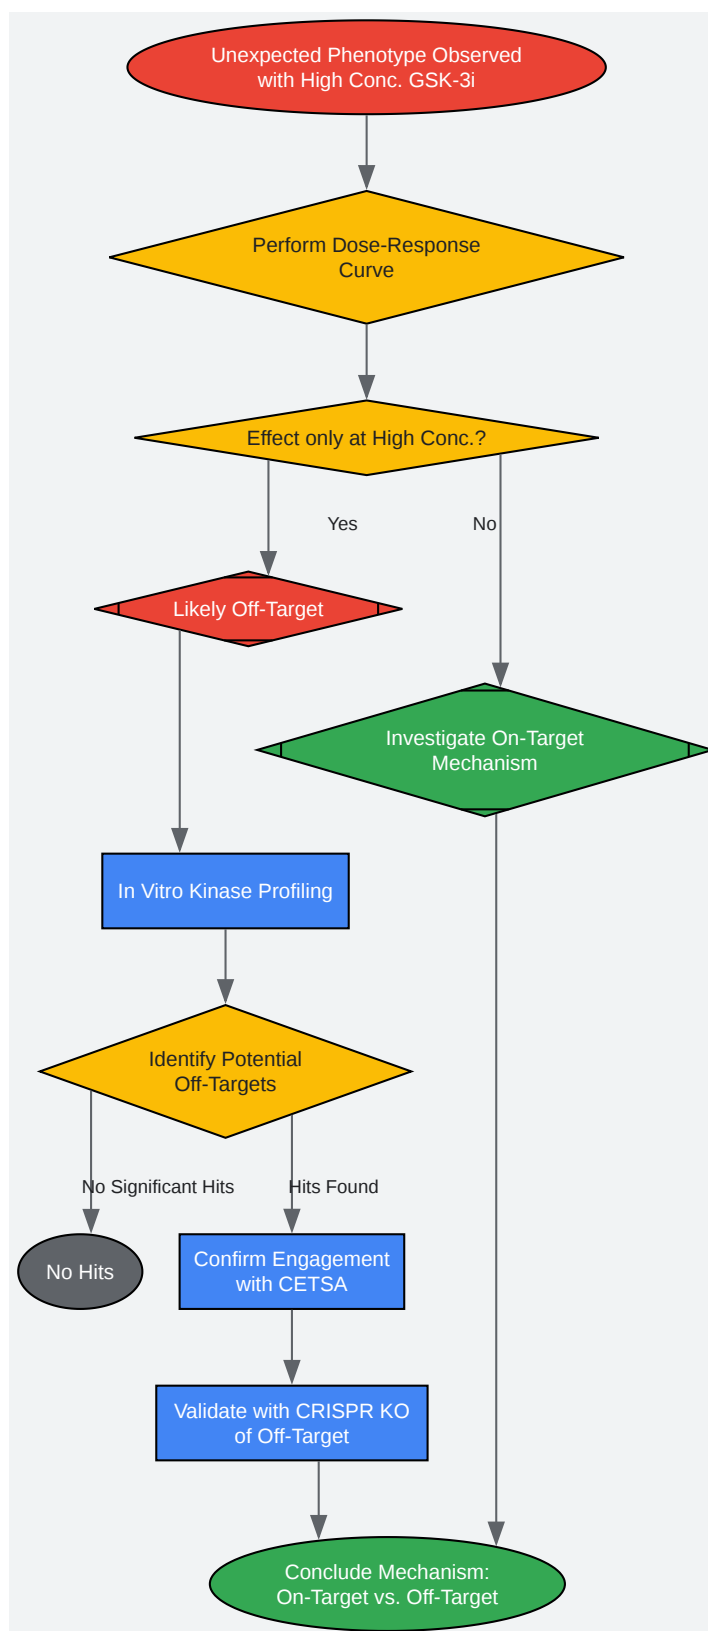 Unexpected Phenotype Observed
with High Conc. GSK-3i
Perform Dose-Response
Curve
Effect only at High Conc.?
Yes
No
Likely Off-Target
Investigate On-Target
Mechanism
In Vitro Kinase Profiling
Identify Potential
Off-Targets
No Significant Hits
Hits Found
No Hits
Confirm Engagement
with CETSA
Validate with CRISPR KO
of Off-Target
Conclude Mechanism:
On-Target vs. Off-Target